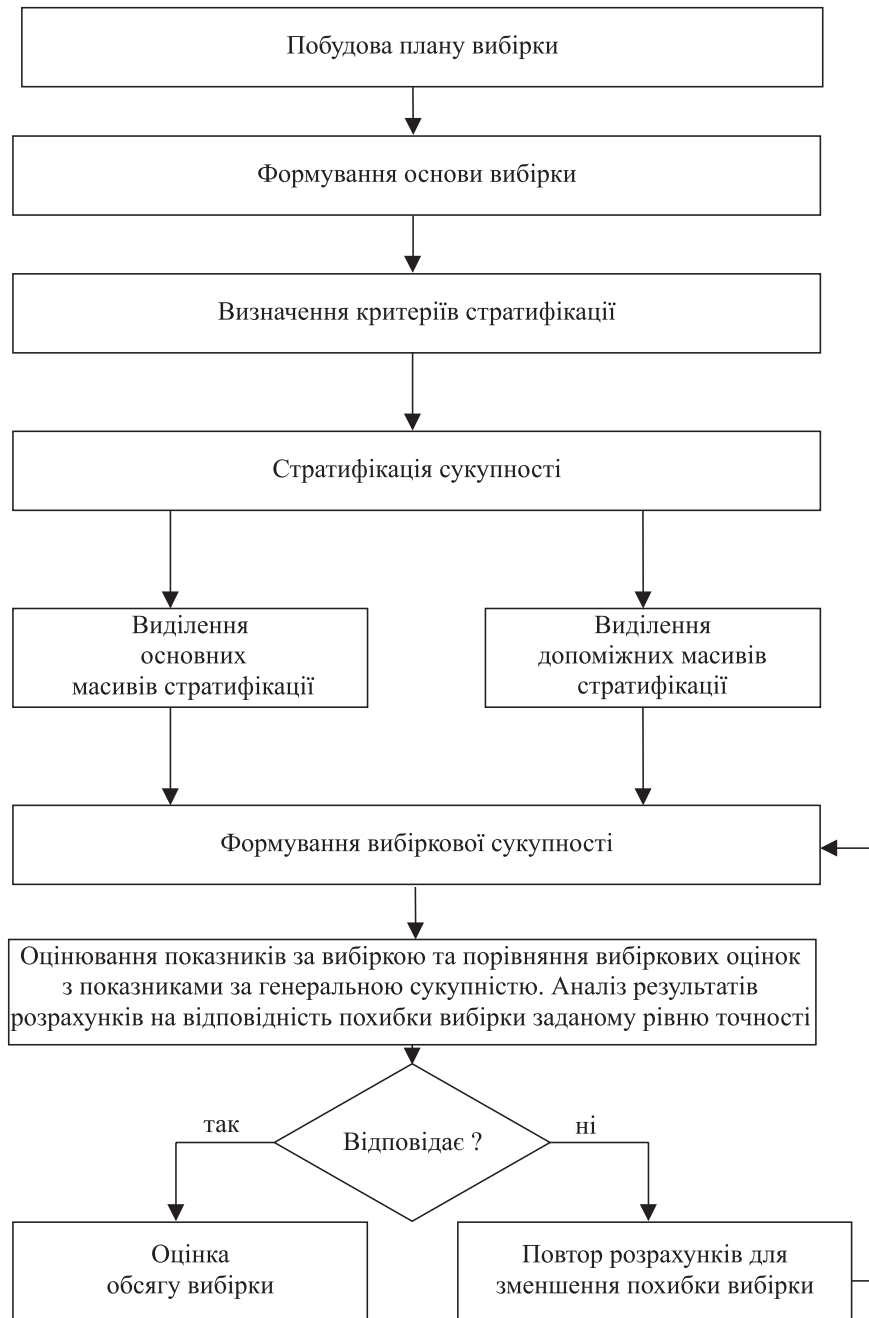 Побудова плану вибірки
Формування основи вибірки
Визначення критеріїв стратифікації
Стратифікація сукупності
Виділення
основних
масивів стратифікації
Виділення
допоміжних масивів
стратифікації
Формування вибіркової сукупності
Оцінювання показників за вибіркою та порівняння вибіркових оцінок
з показниками за генеральною сукупністю. Аналіз результатів
розрахунків на відповідність похибки вибірки заданому рівню точності
так
Відповідає ?
ні
Оцінка
обсягу вибірки
Повтор розрахунків для
зменшення похибки вибірки